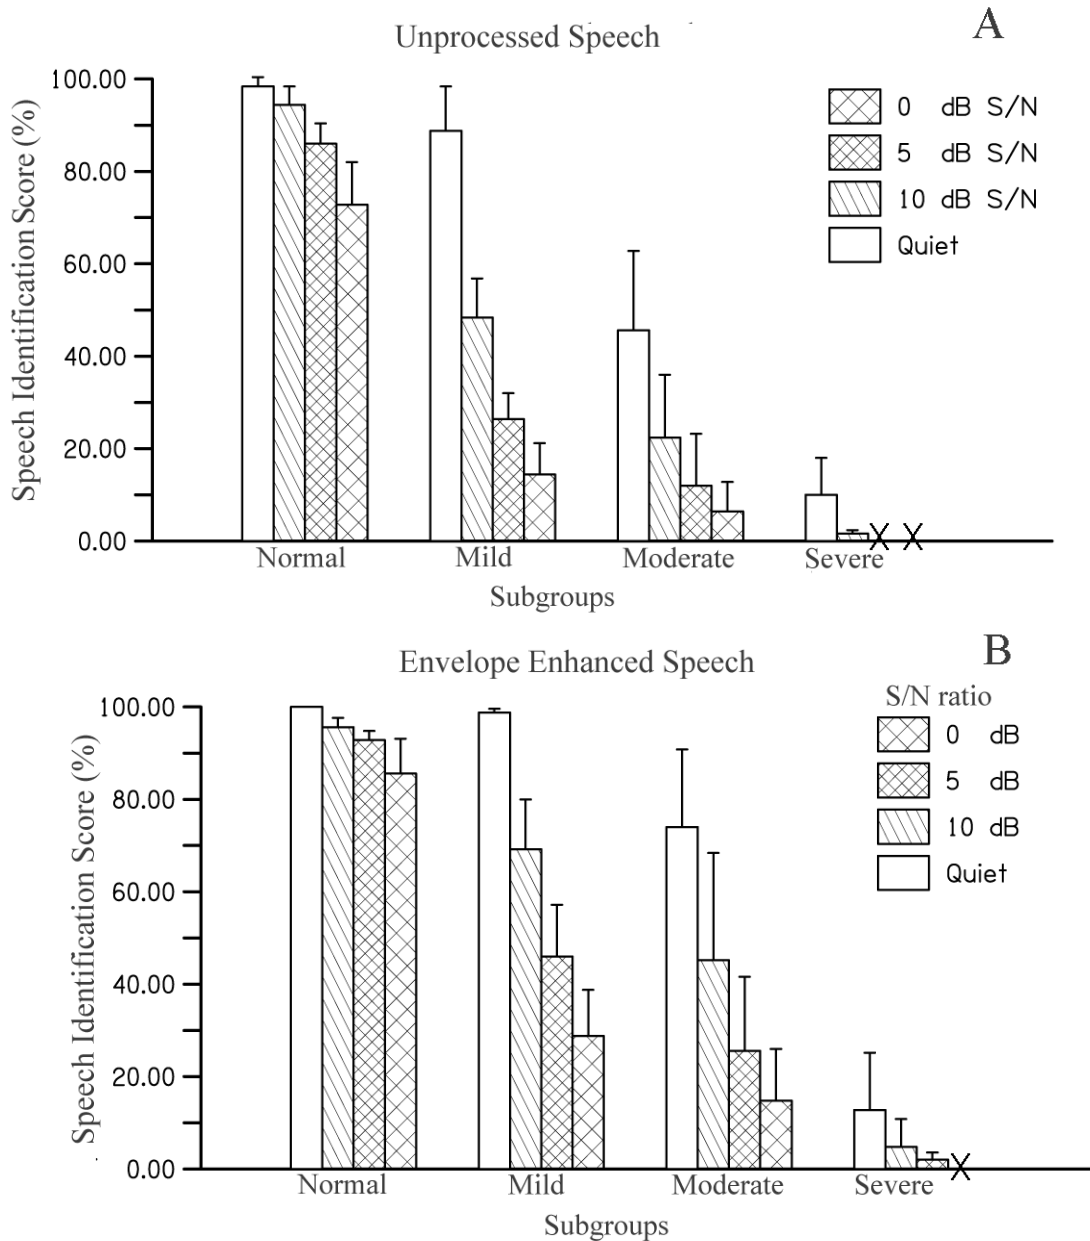 A
Unprocessed Speech
Speech Identification Score (%)
100.00
80.00
60.00
40.00
20.00
0.00
0 dB S/N
5 dB S/N
10 dB S/N
Quiet
Normal Mild Moderate Severe
Subgroups
B
Envelope Enhanced Speech
Speech Identification Score (%)
100.00
80.00
60.00
40.00
20.00
0.00
S/N ratio
0 dB
5 dB
10 dB
Quiet
Normal Mild Moderate Severe
Subgroups